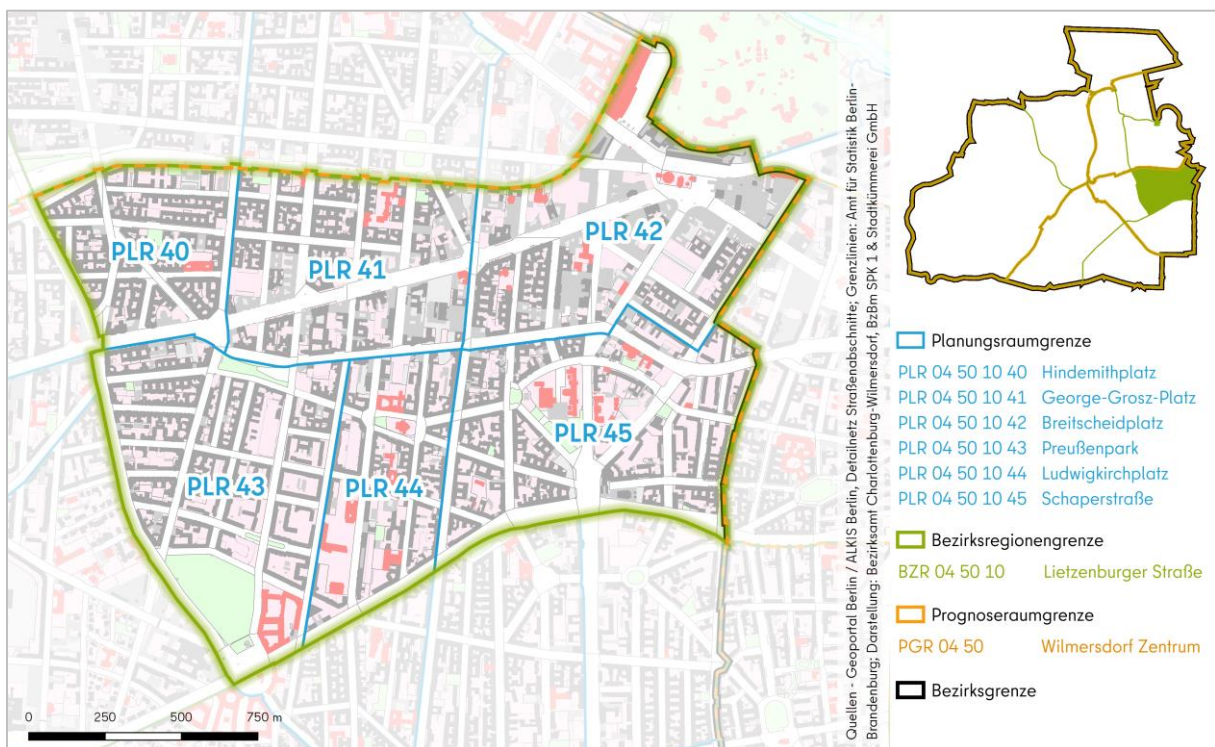 PLR 40
PLR 41
PLR 42
PLR 43
PLR 44
PLR 45
0 250 500 750 m
Quellen - Geoportal Berlin / ALKIS Berlin, Detailnetz Straßenabschnitte; Grenzlinien: Amt für Statistik Berlin-
Brandenburg; Darstellung: Bezirksamt Charlottenburg-Wilmersdorf, BzBm SPK 1 & Stadtkümmerei GmbH
Planungsraumgrenze
PLR 04 50 10 40 Hindemithplatz
PLR 04 50 10 41 George-Grosz-Platz
PLR 04 50 10 42 Breitscheidplatz
PLR 04 50 10 43 Preußenpark
PLR 04 50 10 44 Ludwigkirchplatz
PLR 04 50 10 45 Schaperstraße
Bezirksregionengrenze
BZR 04 50 10 Lietzenburger Straße
Prognoseraumgrenze
PGR 04 50 Wilmersdorf Zentrum
Bezirksgrenze